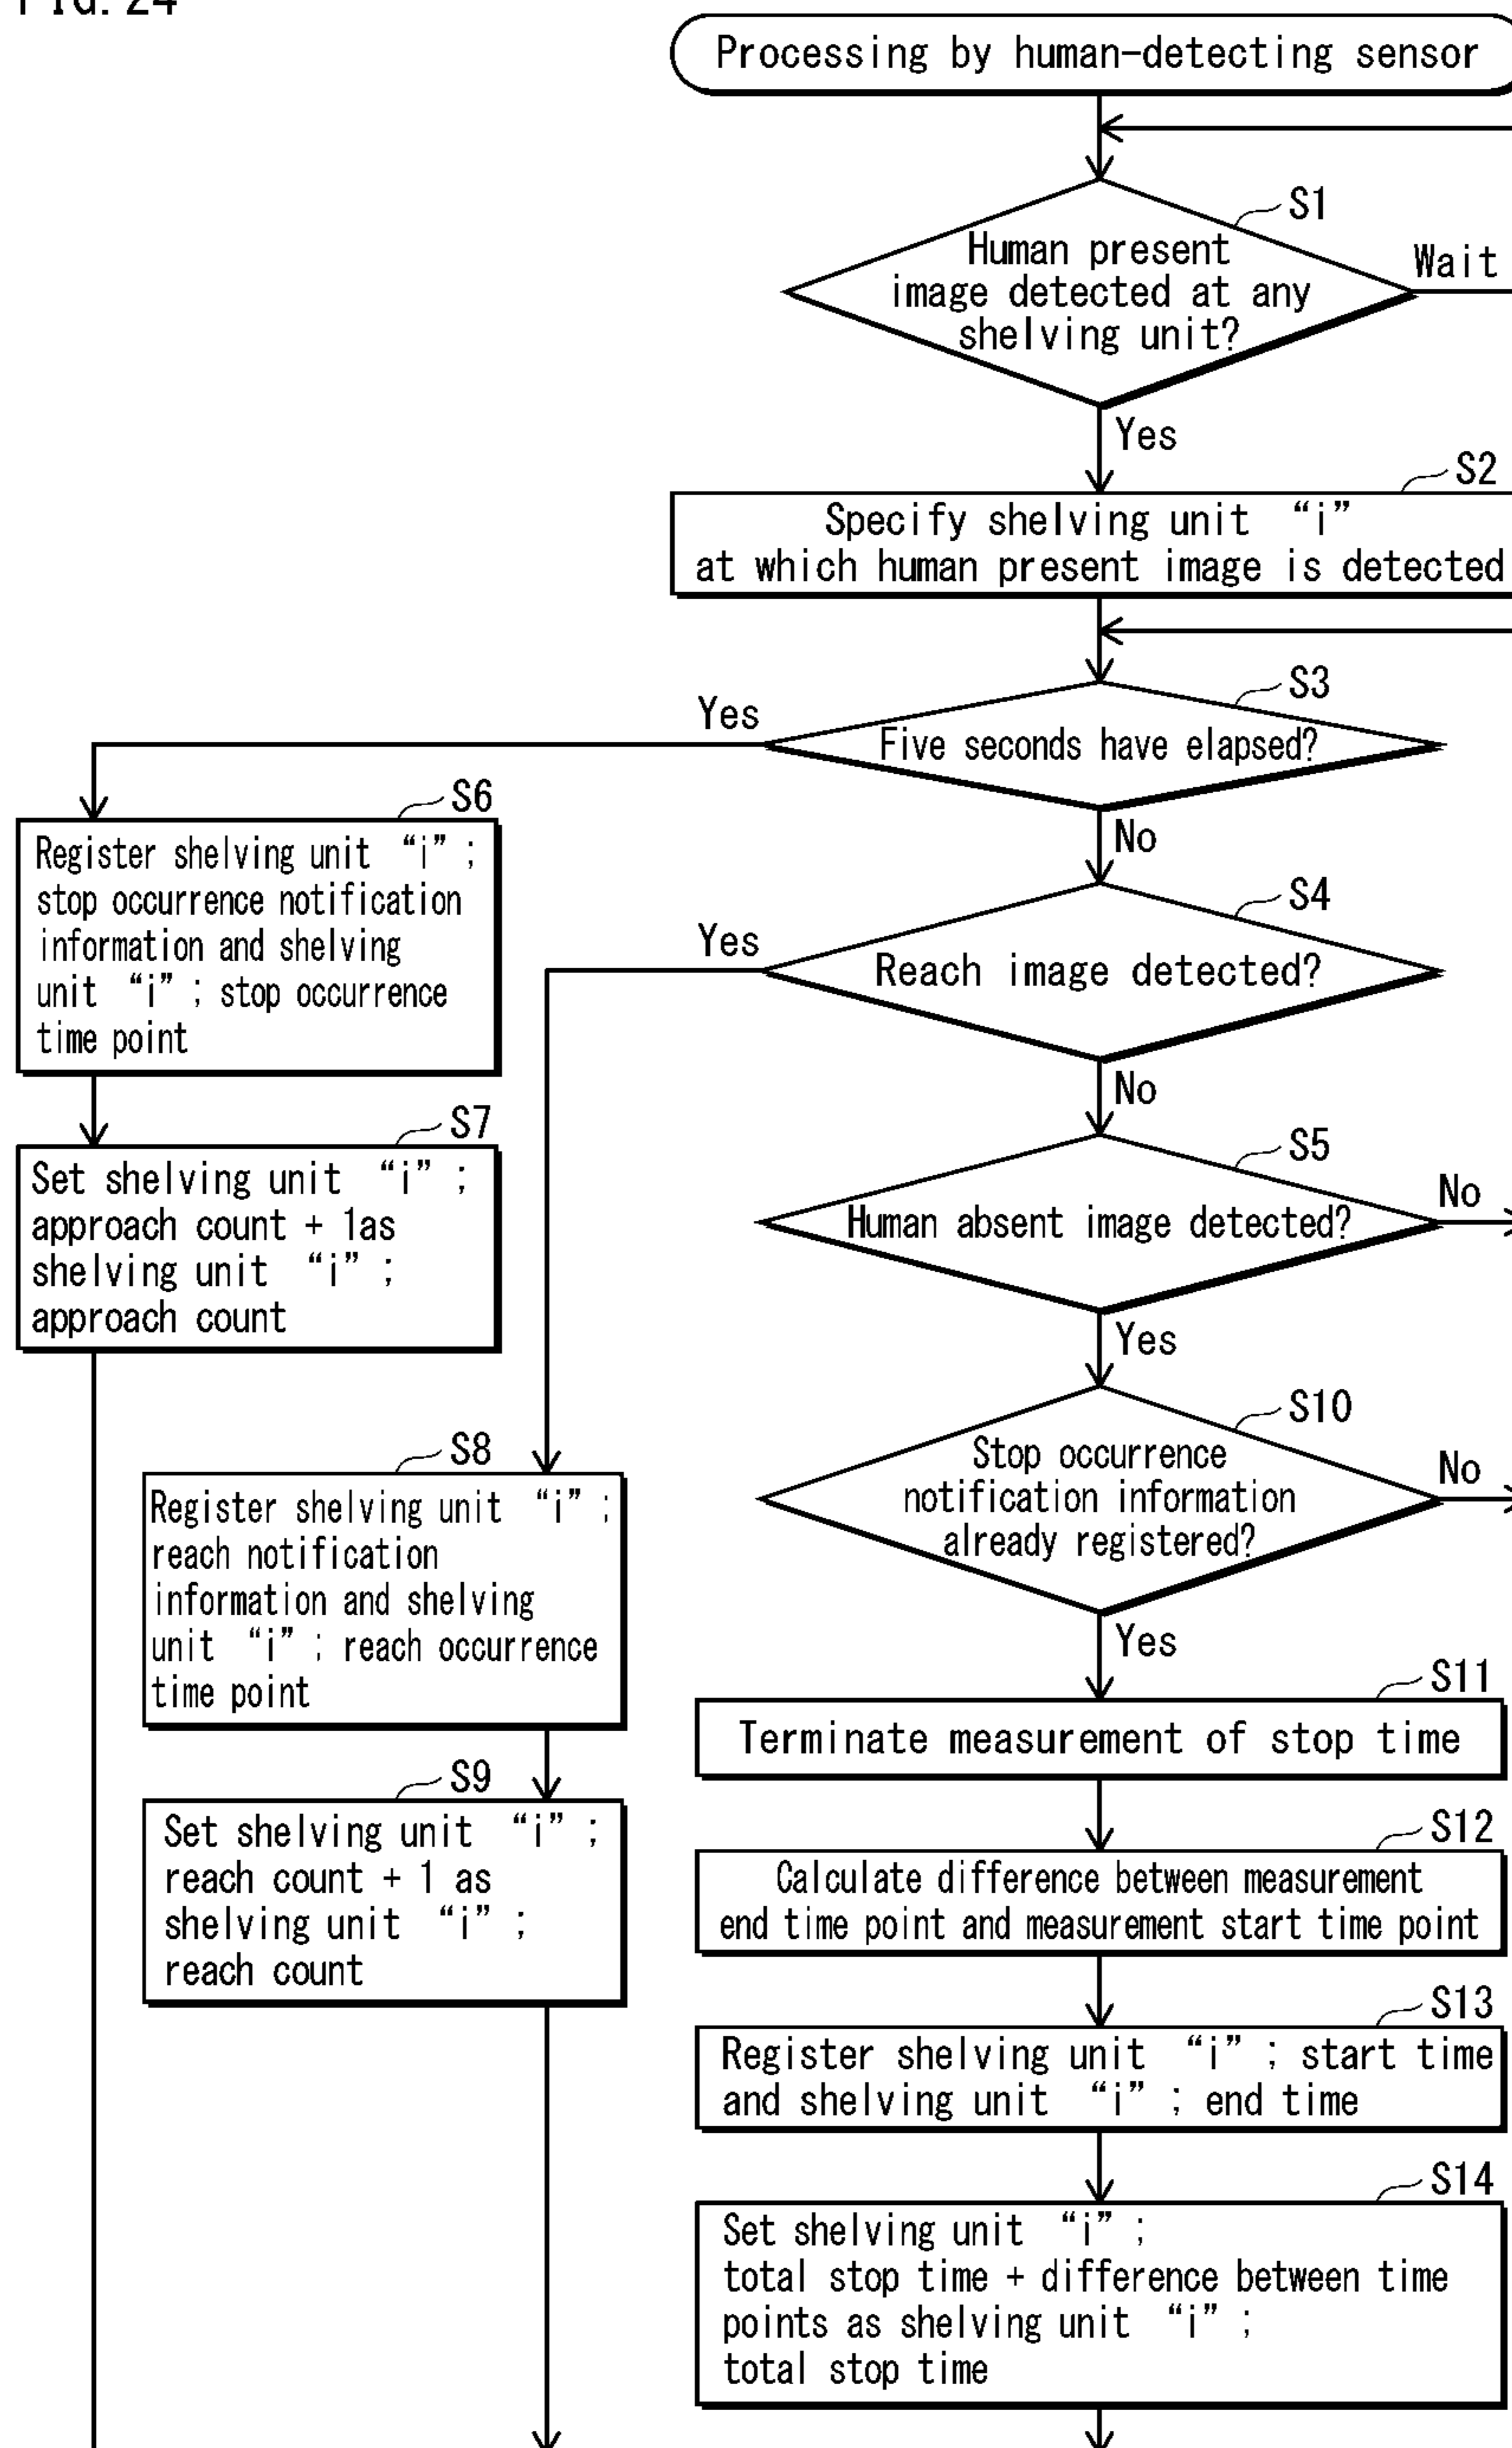 FIG. 24
Processing by human-detecting sensor
S1
Human present
image detected at any
shelving unit?
Wait
Yes
S2
Specify shelving unit “i”
at which human present image is detected
S3
Yes
Five seconds have elapsed?
No
S6
Register shelving unit “i” ;
stop occurrence notification
information and shelving
unit “i” ; stop occurrence
time point
S4
Yes
Reach image detected?
No
S7
Set shelving unit “i” ;
approach count + 1as
shelving unit “i” ;
approach count
S5
No
Human absent image detected?
Yes
S10
Stop occurrence
notification information
already registered?
No
Yes
S8
Register shelving unit “i” ;
reach notification
information and shelving
unit “i” ; reach occurrence
time point
S9
Set shelving unit “i” ;
reach count + 1 as
shelving unit “i” ;
reach count
S11
Terminate measurement of stop time
S12
Calculate difference between measurement
end time point and measurement start time point
S13
Register shelving unit “i” ; start time
and shelving unit “i” ; end time
S14
Set shelving unit “i” ;
total stop time + difference between time
points as shelving unit “i” ;
total stop time